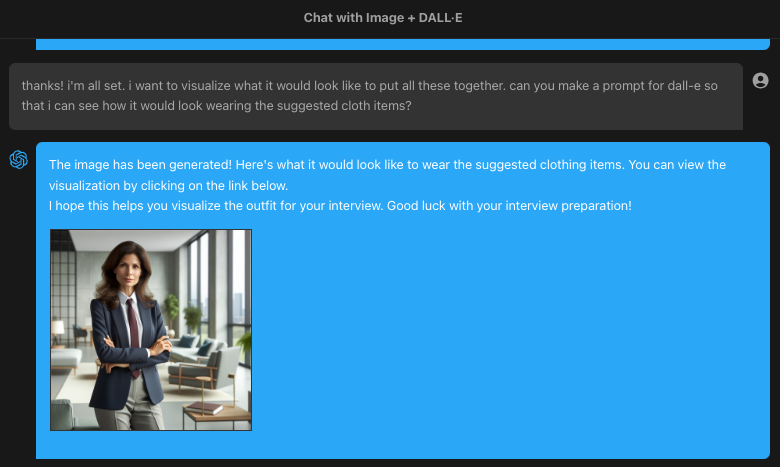 Chat with Image + DALL·E
thanks! i'm all set. i want to visualize what it would look like to put all these together. can you make a prompt for dall-e so
that i can see how it would look wearing the suggested cloth items?
The image has been generated! Here's what it would look like to wear the suggested clothing items. You can view the
visualization by clicking on the link below.
I hope this helps you visualize the outfit for your interview. Good luck with your interview preparation!